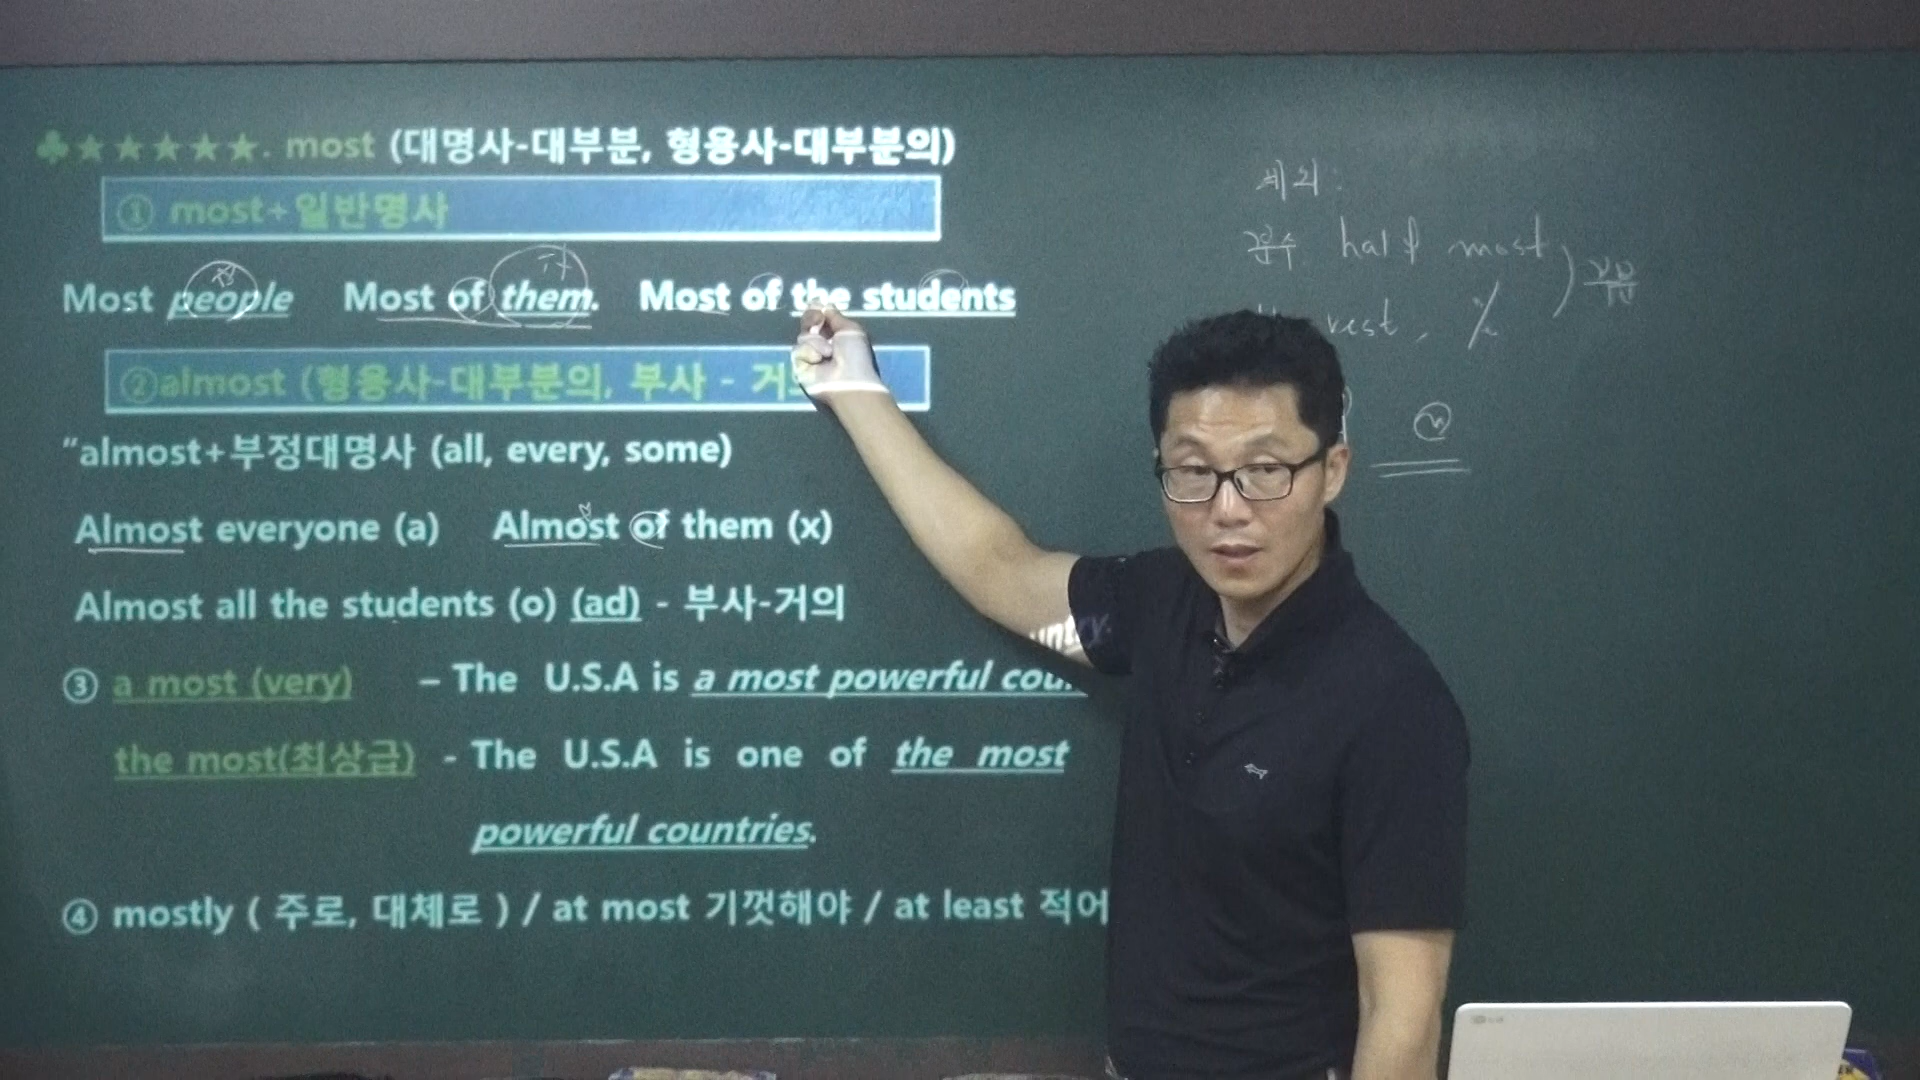 ♣★★★★★. most (대명사-대부분, 형용사-대부분의)
① most+일반명사
Most people Most of them. Most of the students
②almost (형용사-대부분의, 부사 - 거의
“almost+부정대명사 (all, every, some)
Almost everyone (a) Almost of them (x)
Almost all the students (o) (ad) - 부사-거의
③ a most (very) – The U.S.A is a most powerful country.
the most(최상급) - The U.S.A is one of the most
powerful countries.
④ mostly ( 주로, 대체로 ) / at most 기껏해야 / at least 적어
예외:
분수 half most
rest, %